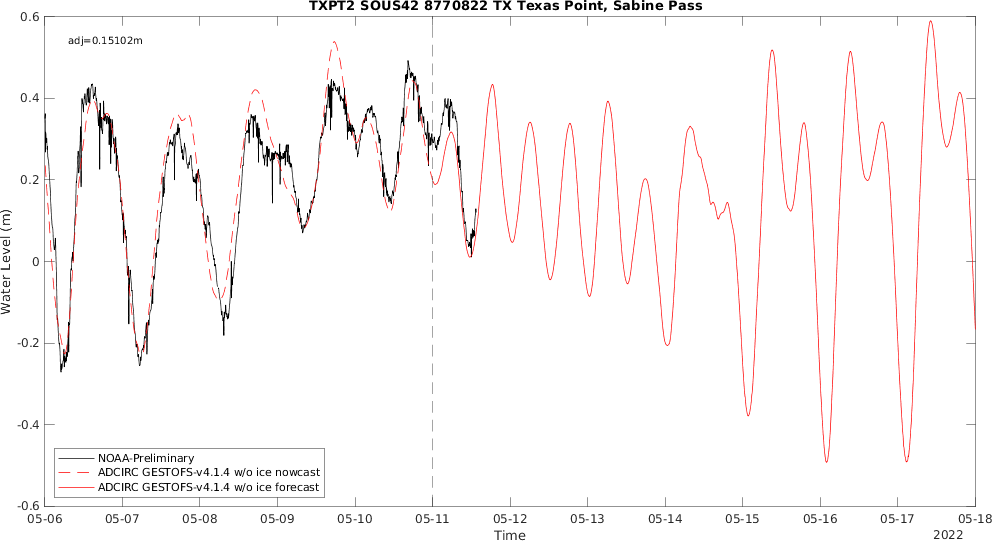 TXPT2 SOUS42 8770822 TX Texas Point, Sabine Pass
adj=0.15102m
0.6
0.4
0.2
0
-0.2
-0.4
-0.6
Water Level (m)
NOAA-Preliminary
ADCIRC GESTOFS-v4.1.4 w/o ice nowcast
ADCIRC GESTOFS-v4.1.4 w/o ice forecast
05-06 05-07 05-08 05-09 05-10 05-11 05-12 05-13 05-14 05-15 05-16 05-17 05-18
Time
2022